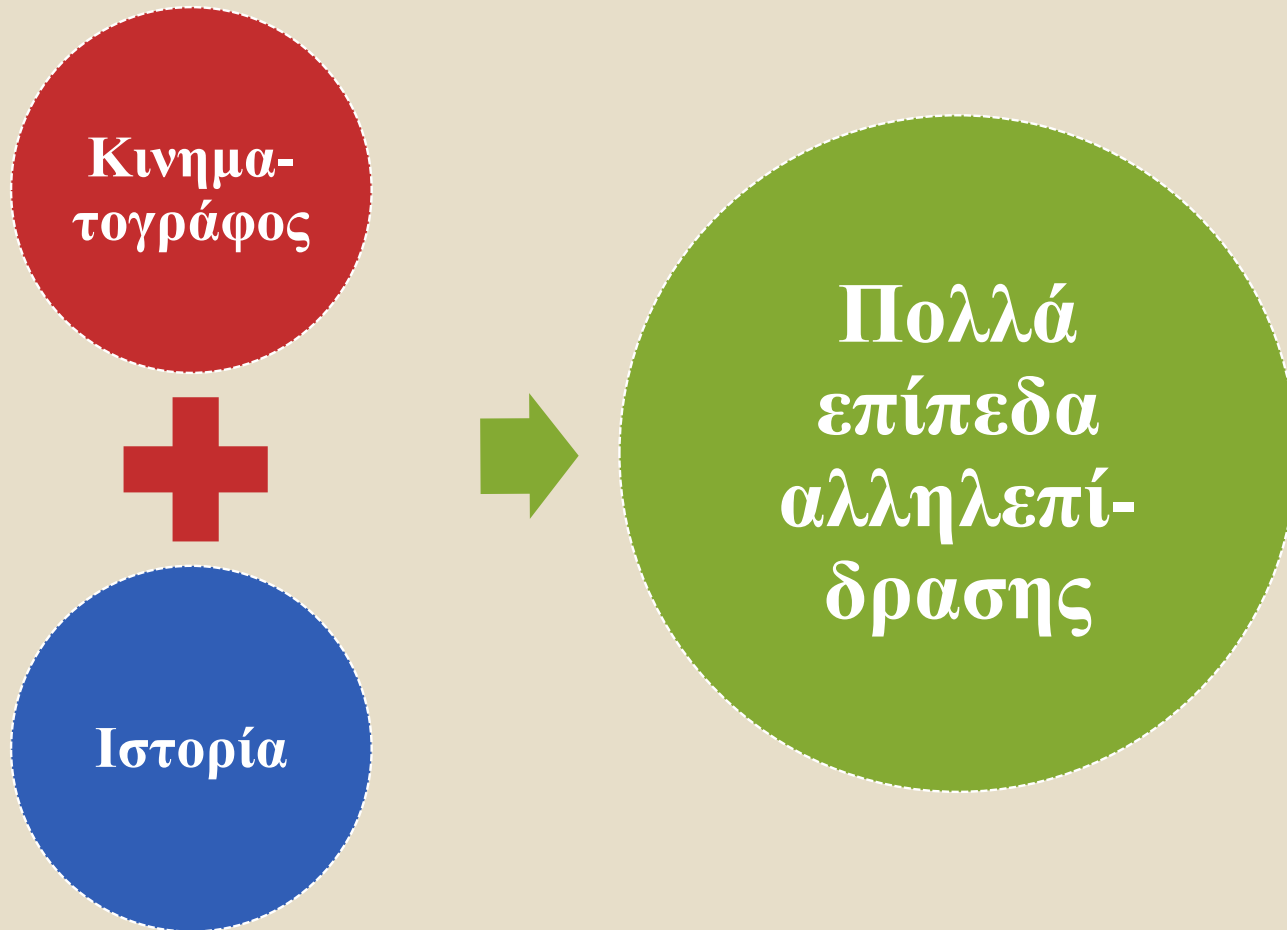 Κινημα-
τογράφος
Ιστορία
Πολλά
επίπεδα
αλληλεπί-
δρασης